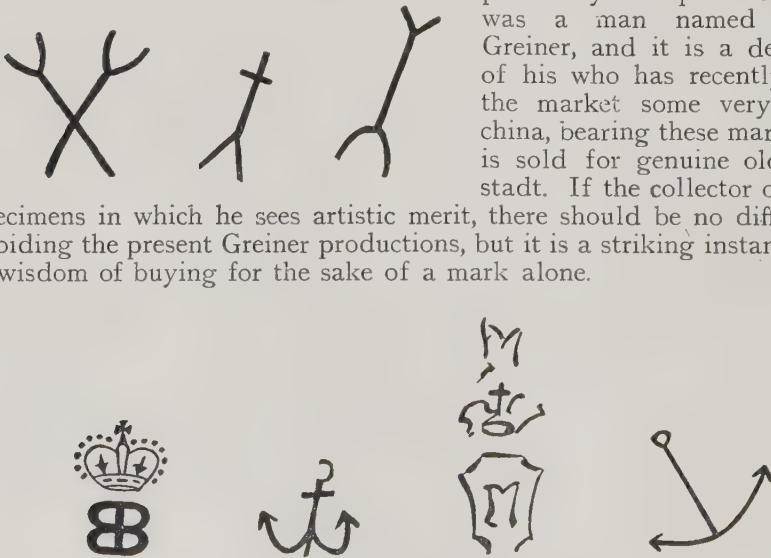 was a man named
Greiner, and it is a de
of his who has recentl
the market some very
china, bearing these mar
is sold for genuine old
stadt. If the collector c
ecimens in which he sees artistic merit, there should be no diff
oiding the present Greiner productions, but it is a striking instan
wisdom of buying for the sake of a mark alone.
M
M
B